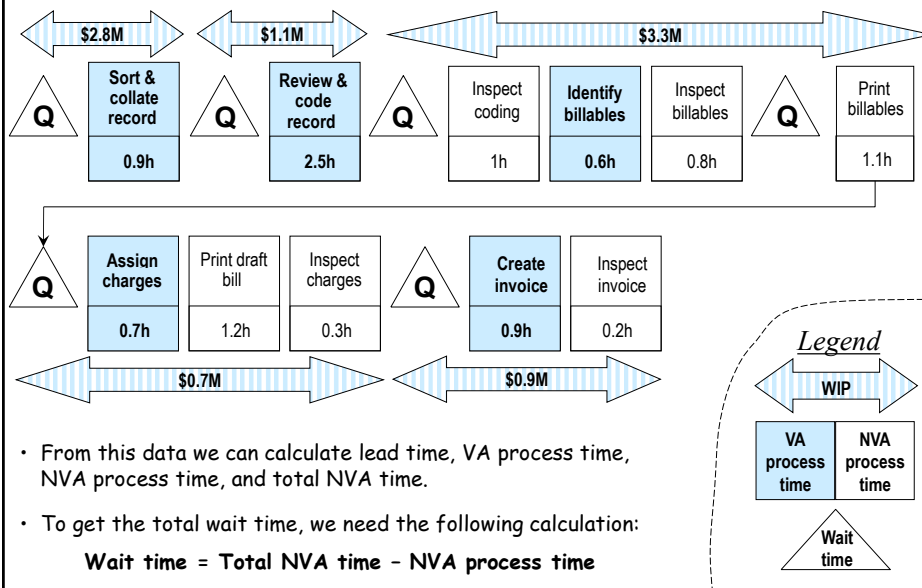 $2.8M
$1.1M
$3.3M
Q
Sort &
collate
record
0.9h
Q
Review &
code
record
2.5h
Q
Inspect
coding
1h
Identify
billables
0.6h
Inspect
billables
0.8h
Q
Print
billables
1.1h
Q
Assign
charges
0.7h
Print draft
bill
1.2h
Inspect
charges
0.3h
Q
Create
invoice
0.9h
Inspect
invoice
0.2h
$0.7M
$0.9M
Legend
WIP
VA
process
time
NVA
process
time
Wait
time
• From this data we can calculate lead time, VA process time,
NVA process time, and total NVA time.
• To get the total wait time, we need the following calculation:
Wait time = Total NVA time – NVA process time